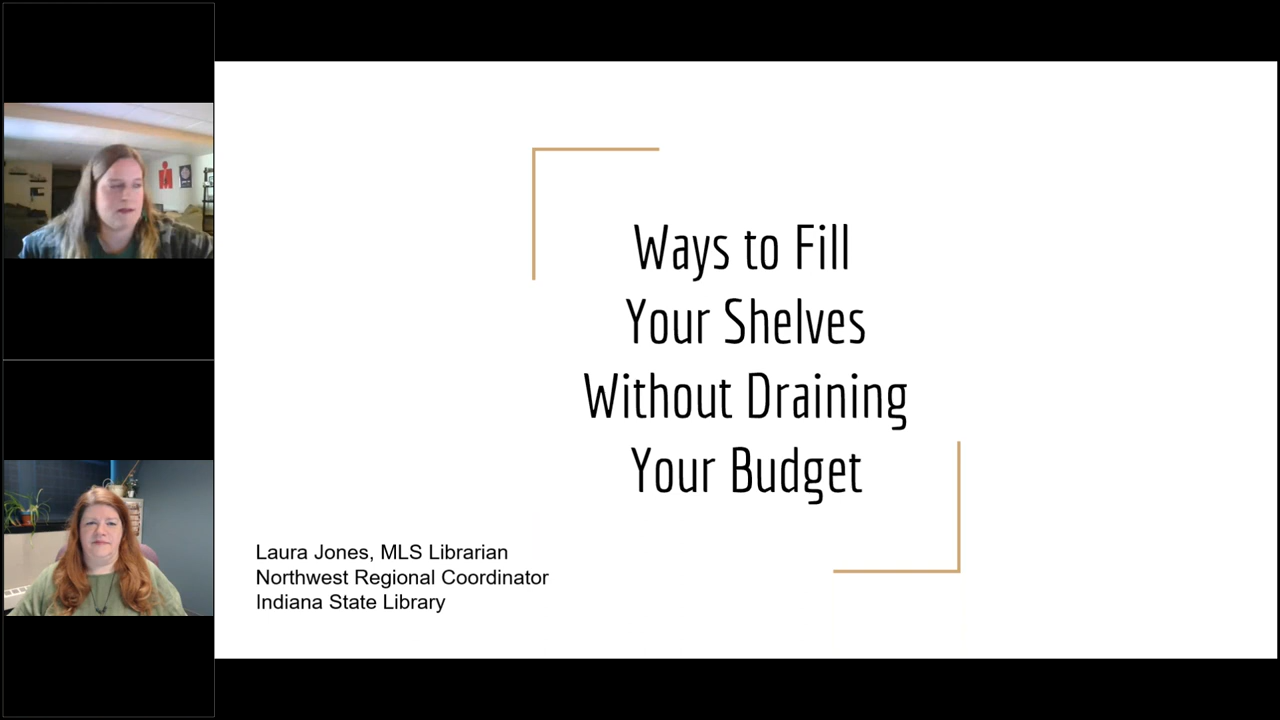 Ways to Fill
Your Shelves
Without Draining
Your Budget
Laura Jones, MLS Librarian
Northwest Regional Coordinator
Indiana State Library